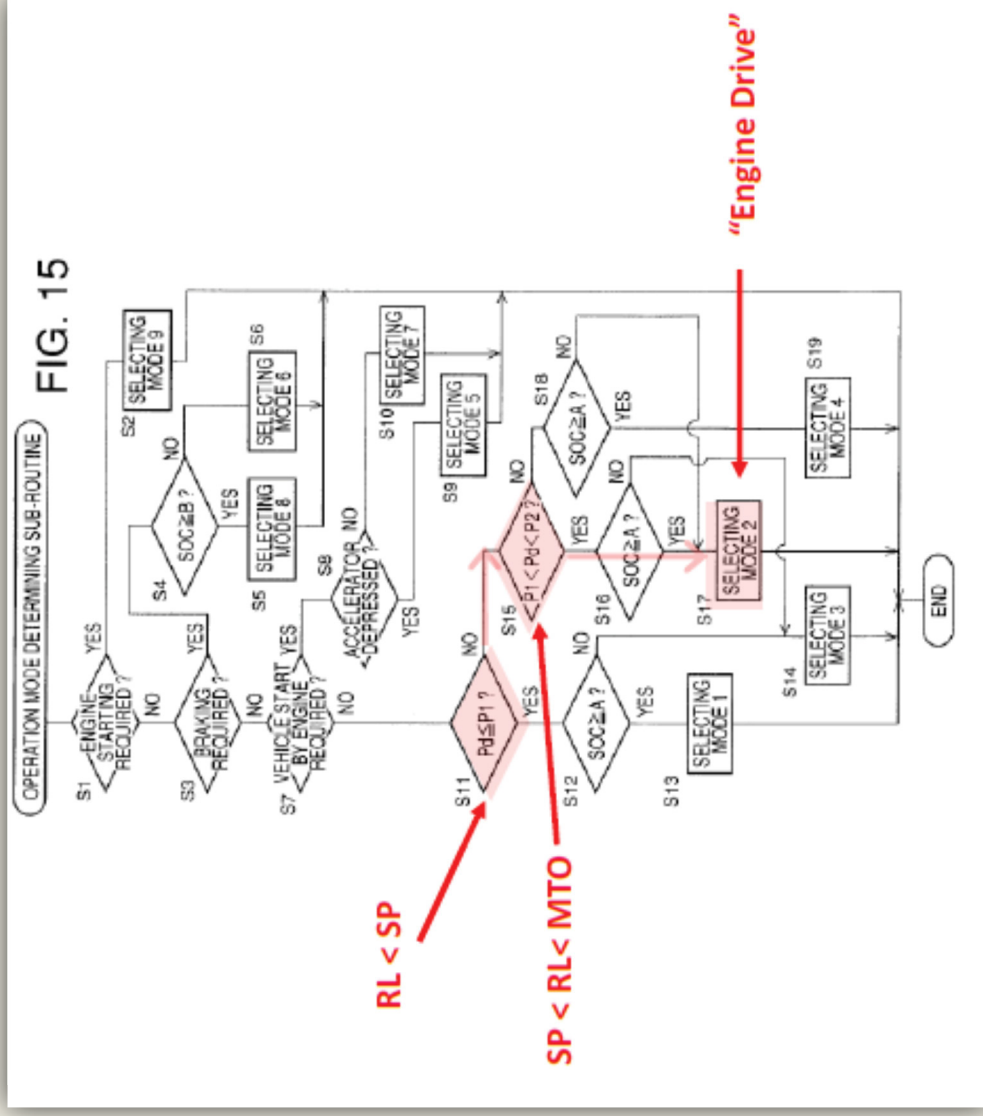 FIG. 15
OPERATION MODE DETERMINING SUB-ROUTINE
S1
ENGINE
STARTING
REQUIRED ?
YES
NO
S2
SELECTING
MODE 9
S3
BRAKING
REQUIRED ?
YES
NO
S4
SOC≧B ?
NO
YES
S5
SELECTING
MODE 8
S6
SELECTING
MODE 6
S7
VEHICLE START
BY ENGINE
REQUIRED ?
YES
NO
S8
ACCELERATOR
DEPRESSED ?
NO
YES
S10
SELECTING
MODE 7
S9
SELECTING
MODE 5
S11
Pd≦P1 ?
NO
YES
S15
P1<Pd<P2 ?
NO
YES
S18
SOC≧A ?
NO
YES
S12
SOC≧A ?
NO
YES
S16
SOC≧A ?
NO
YES
S13
SELECTING
MODE 1
S17
SELECTING
MODE 2
S14
SELECTING
MODE 3
S19
SELECTING
MODE 4
END
RL < SP
SP < RL< MTO
“Engine Drive”